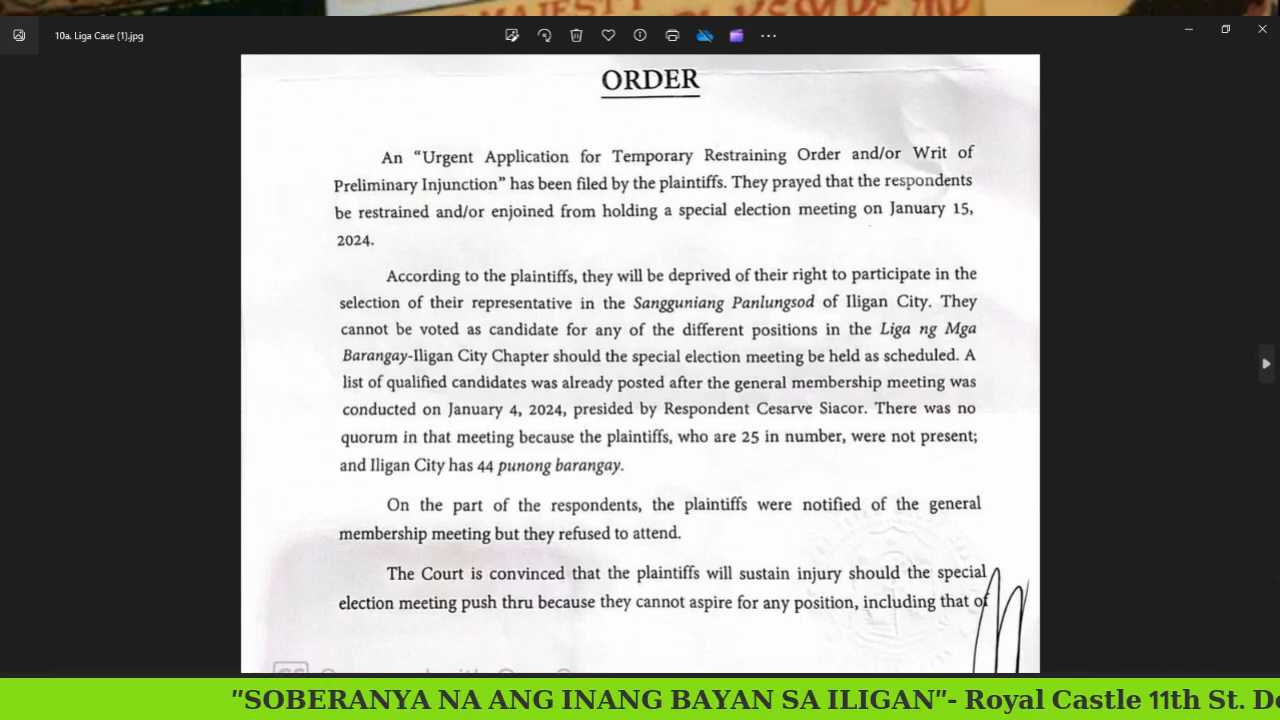 MAJESTY
10a. Liga Case (1).jpg
ORDER
An “Urgent Application for Temporary Restraining Order and/or Writ of
Preliminary Injunction” has been filed by the plaintiffs. They prayed that the respondents
be restrained and/or enjoined from holding a special election meeting on January 15,
2024.
According to the plaintiffs, they will be deprived of their right to participate in the
selection of their representative in the Sangguniang Panlungsod of Iligan City. They
cannot be voted as candidate for any of the different positions in the Liga ng Mga
Barangay-Iligan City Chapter should the special election meeting be held as scheduled. A
list of qualified candidates was already posted after the general membership meeting was
conducted on January 4, 2024, presided by Respondent Cesarve Siacor. There was no
quorum in that meeting because the plaintiffs, who are 25 in number, were not present;
and Iligan City has 44 punong barangay.
On the part of the respondents, the plaintiffs were notified of the general
membership meeting but they refused to attend.
The Court is convinced that the plaintiffs will sustain injury should the special
election meeting push thru because they cannot aspire for any position, including that of
"SOBERANYA NA ANG INANG BAYAN SA ILIGAN"- Royal Castle 11th St. De